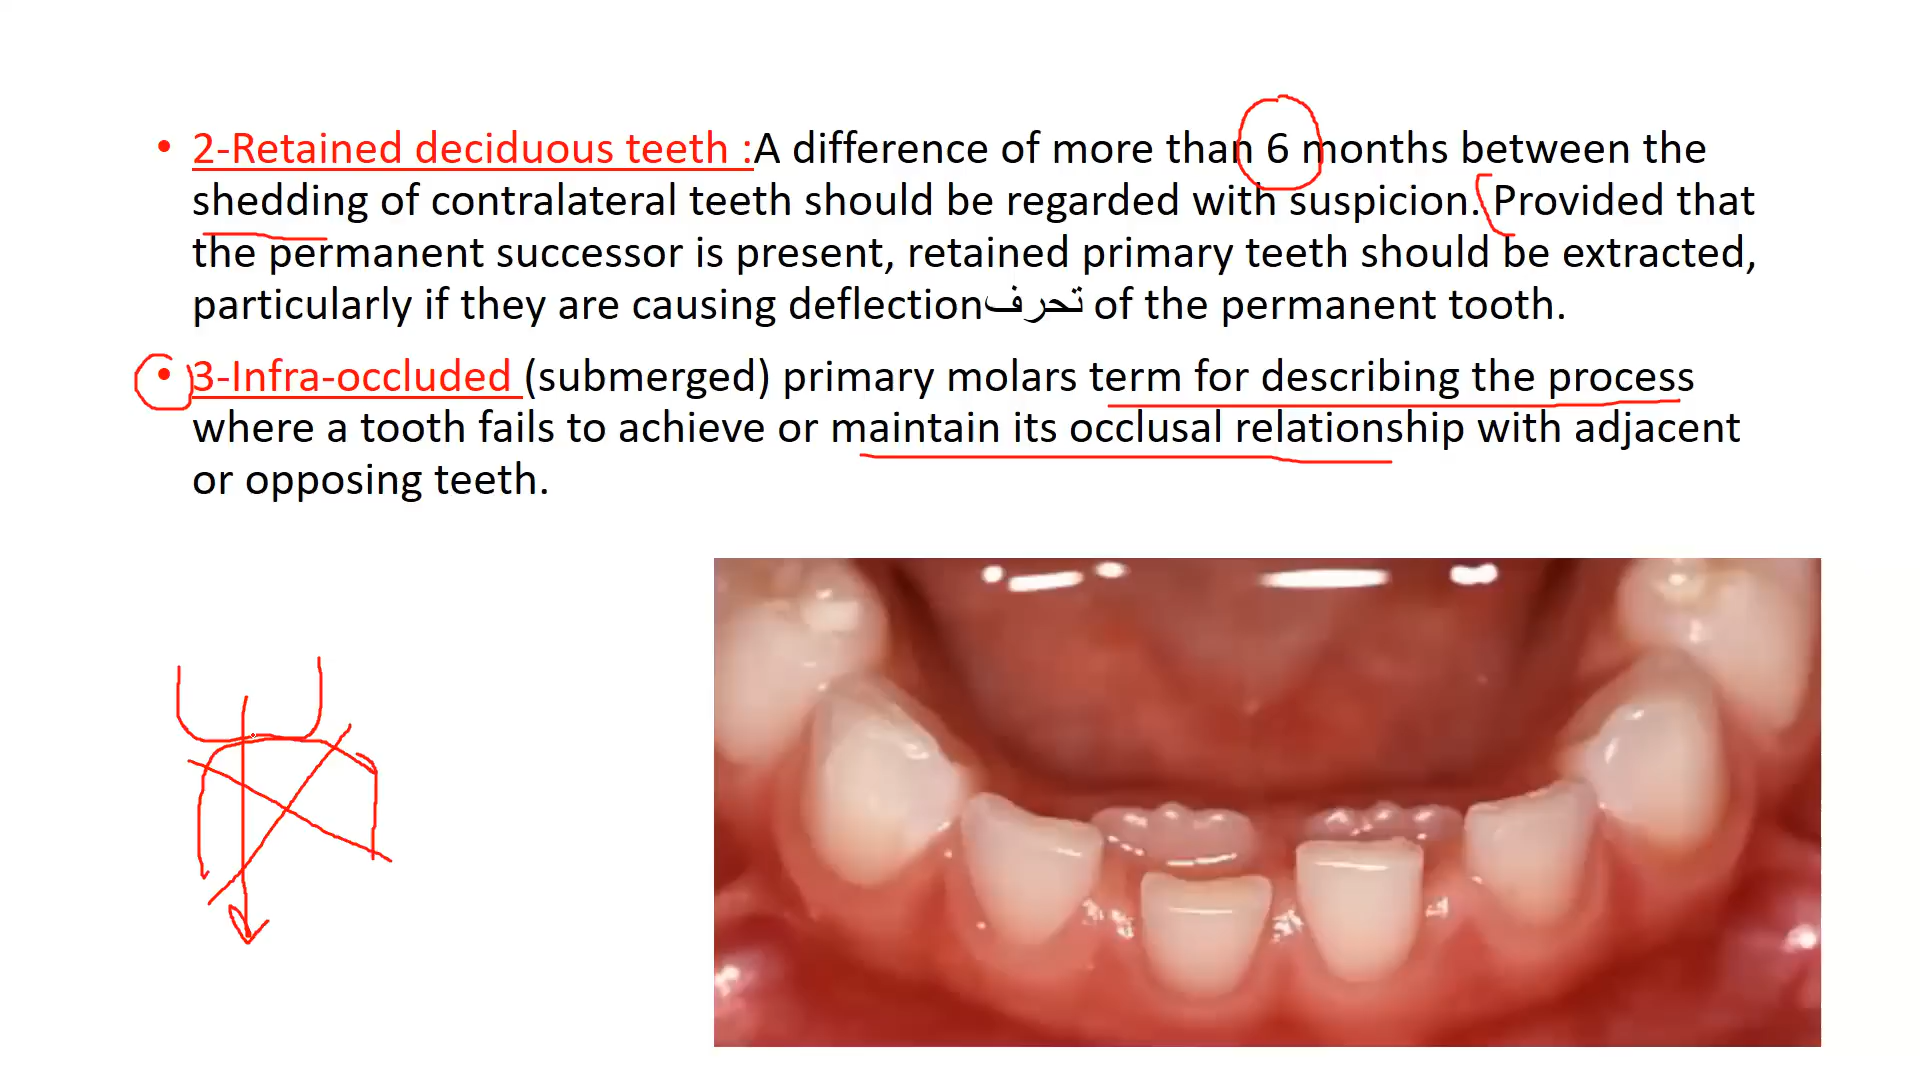 • 2-Retained deciduous teeth :A difference of more than 6 months between the
shedding of contralateral teeth should be regarded with suspicion. Provided that
the permanent successor is present, retained primary teeth should be extracted,
particularly if they are causing deflectionتحرف of the permanent tooth.
• 3-Infra-occluded (submerged) primary molars term for describing the process
where a tooth fails to achieve or maintain its occlusal relationship with adjacent
or opposing teeth.